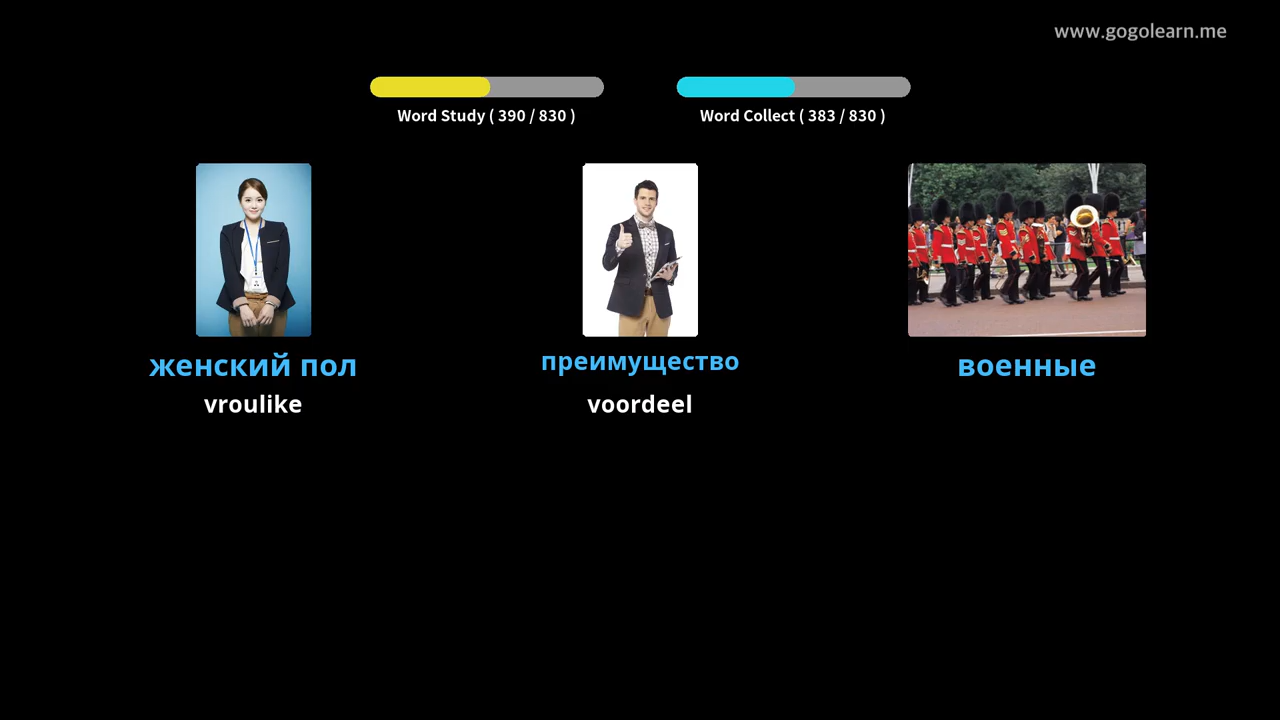 www.gogolearn.me
Word Study ( 390 / 830 )
Word Collect ( 383 / 830 )
женский пол
преимущество
военные
vroulike
voordeel